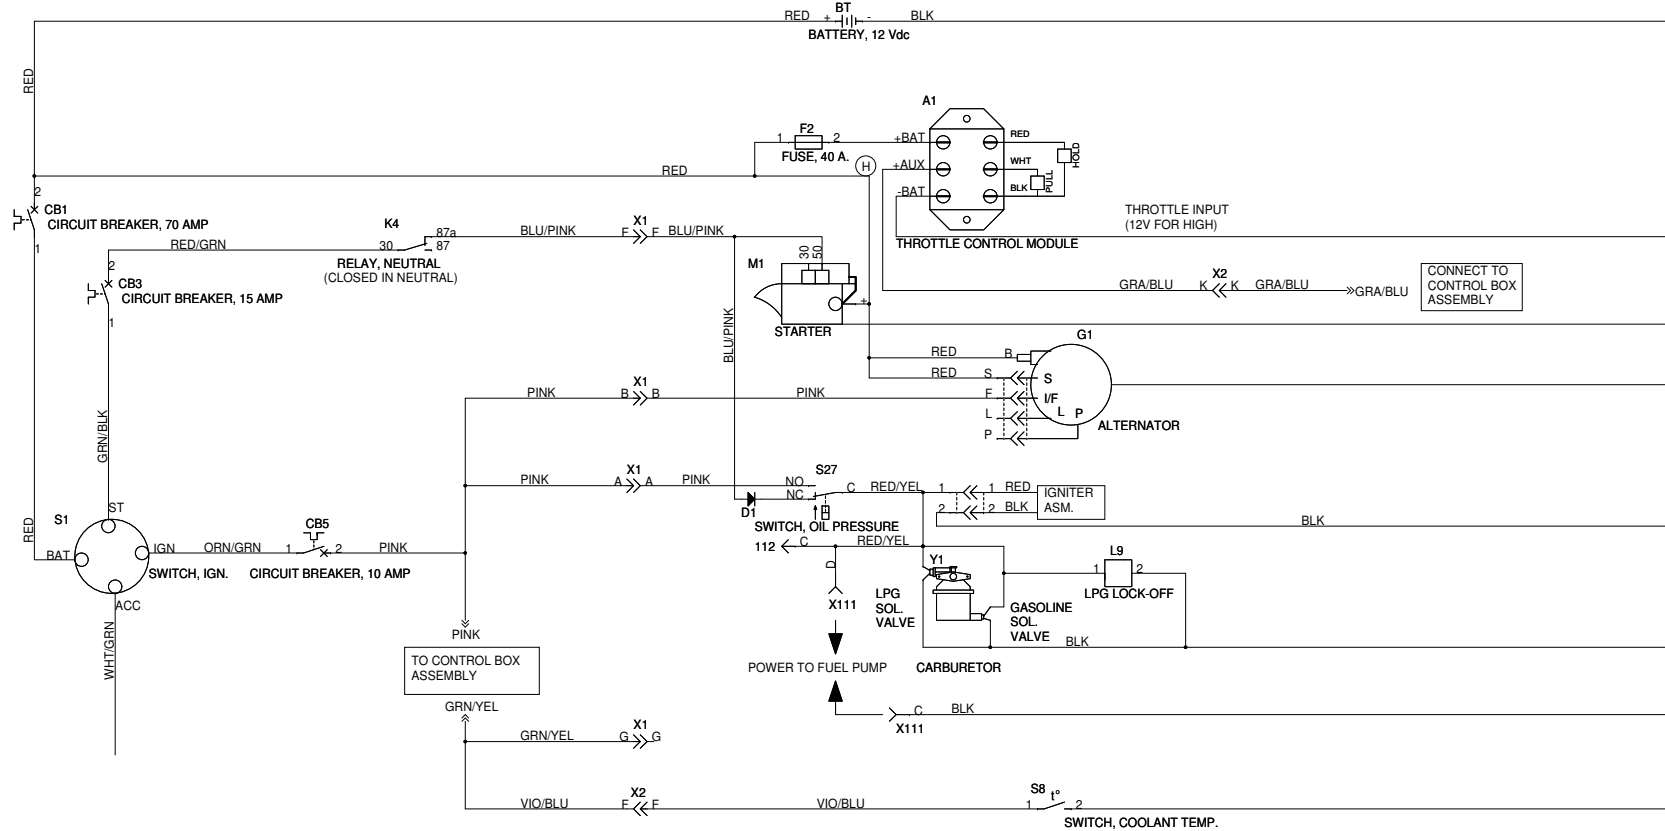 BT
RED + - BLK
BATTERY, 12 Vdc
RED
A1
F2
1 2
FUSE, 40 A.
+BAT
RED
HOLD
H
+AUX
WHT
PULL
RED
-BAT
BLK
2
CB1
CIRCUIT BREAKER, 70 AMP
1
THROTTLE INPUT
(12V FOR HIGH)
THROTTLE CONTROL MODULE
K4
RED/GRN
30
87a
87
RELAY, NEUTRAL
(CLOSED IN NEUTRAL)
X1
BLU/PINK F F BLU/PINK
30
50
M1
+
STARTER
2
CB3
CIRCUIT BREAKER, 15 AMP
1
X2
GRA/BLU K K GRA/BLU
GRA/BLU
CONNECT TO
CONTROL BOX
ASSEMBLY
BLU/PINK
G1
RED B
RED S S
X1
PINK B B PINK F I/F
L L P
P
ALTERNATOR
GRN/BLK
X1
PINK A A PINK
S27
NO
NC
C
RED/YEL
D1
SWITCH, OIL PRESSURE
1 1 RED
2 2 BLK
IGNITER
ASM.
BLK
RED
S1
ST
BAT
IGN
ACC
SWITCH, IGN.
ORN/GRN
CB5
1 2
PINK
CIRCUIT BREAKER, 10 AMP
112 C RED/YEL
D
X111
Y1
LPG
SOL.
VALVE
GASOLINE
SOL.
VALVE
L9
1 2
LPG LOCK-OFF
BLK
WHT/GRN
PINK
TO CONTROL BOX
ASSEMBLY
GRN/YEL
POWER TO FUEL PUMP
CARBURETOR
C BLK
X111
X1
GRN/YEL G G
X2
VIO/BLU F F VIO/BLU
S8
t°
1 2
SWITCH, COOLANT TEMP.